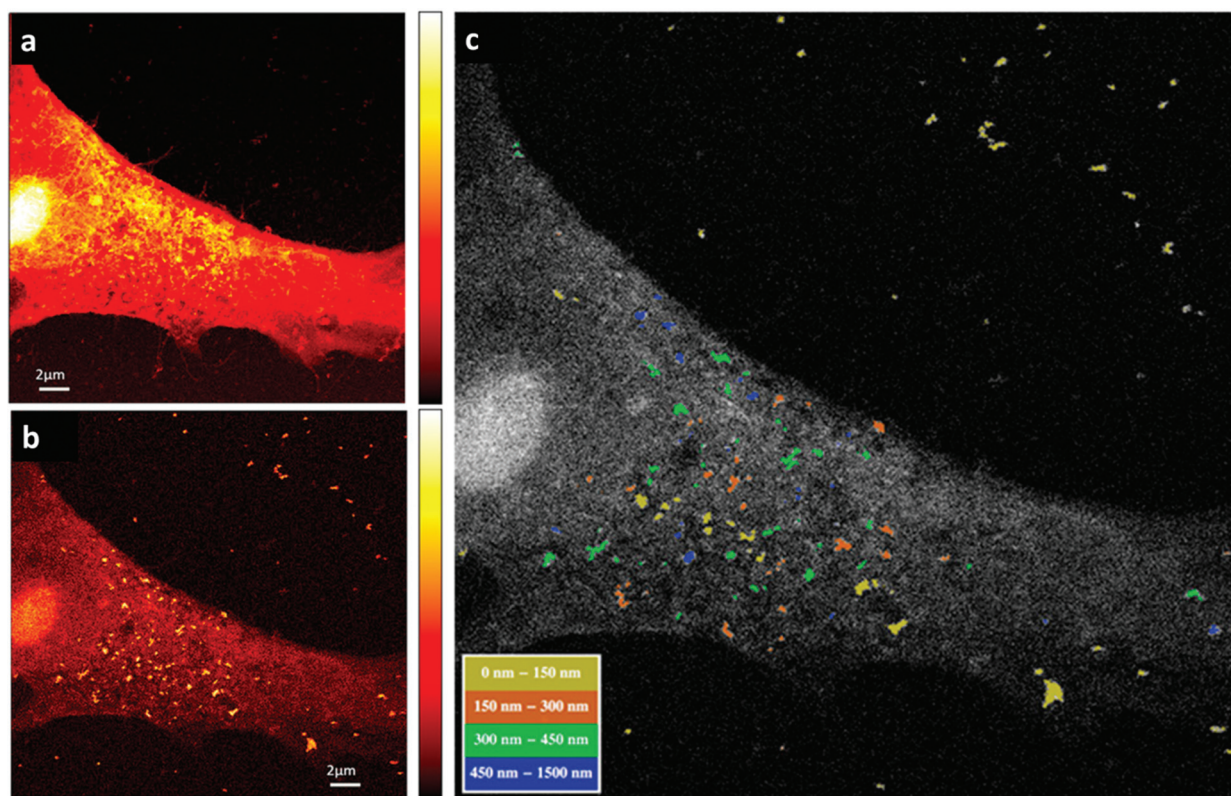 a
2μm
b
2μm
c
0 nm – 150 nm
150 nm – 300 nm
300 nm – 450 nm
450 nm – 1500 nm